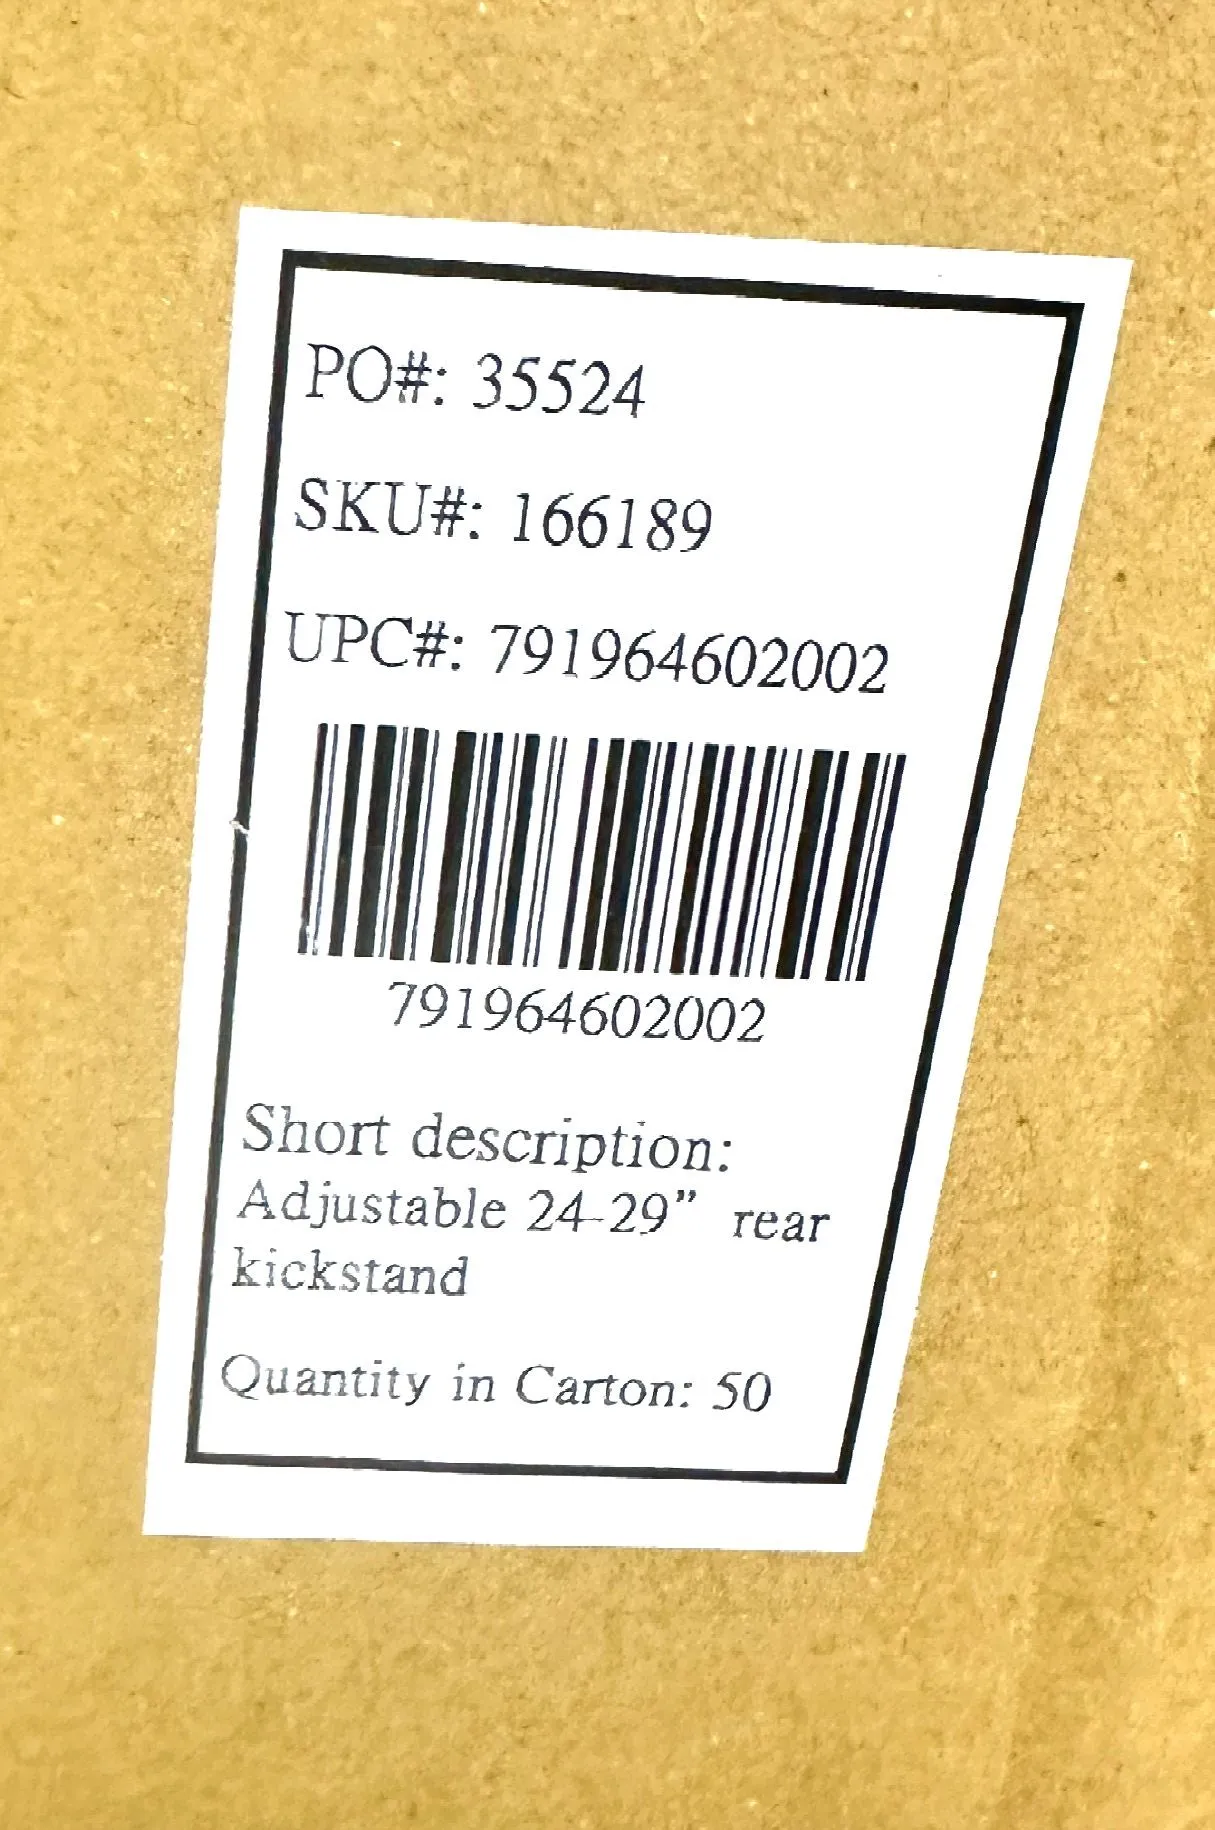 PO#: 35524
SKU#: 166189
UPC#: 791964602002
791964602002
Short description:
Adjustable 24-29” rear
kickstand
Quantity in Carton: 50